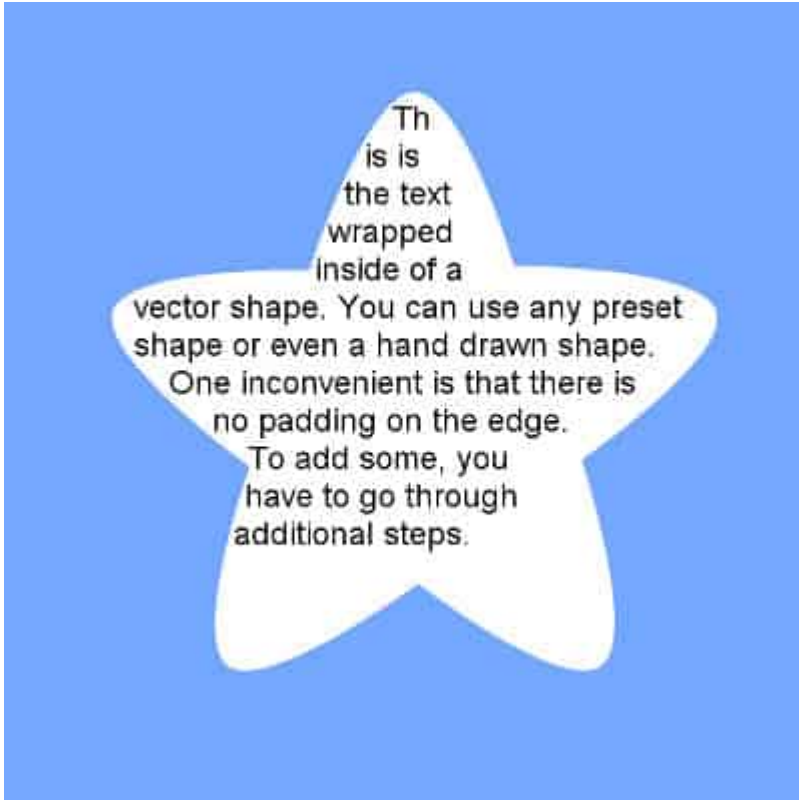 Th
is is
the text
wrapped
inside of a
vector shape. You can use any preset
shape or even a hand drawn shape.
One inconvenient is that there is
no padding on the edge.
To add some, you
have to go through
additional steps.